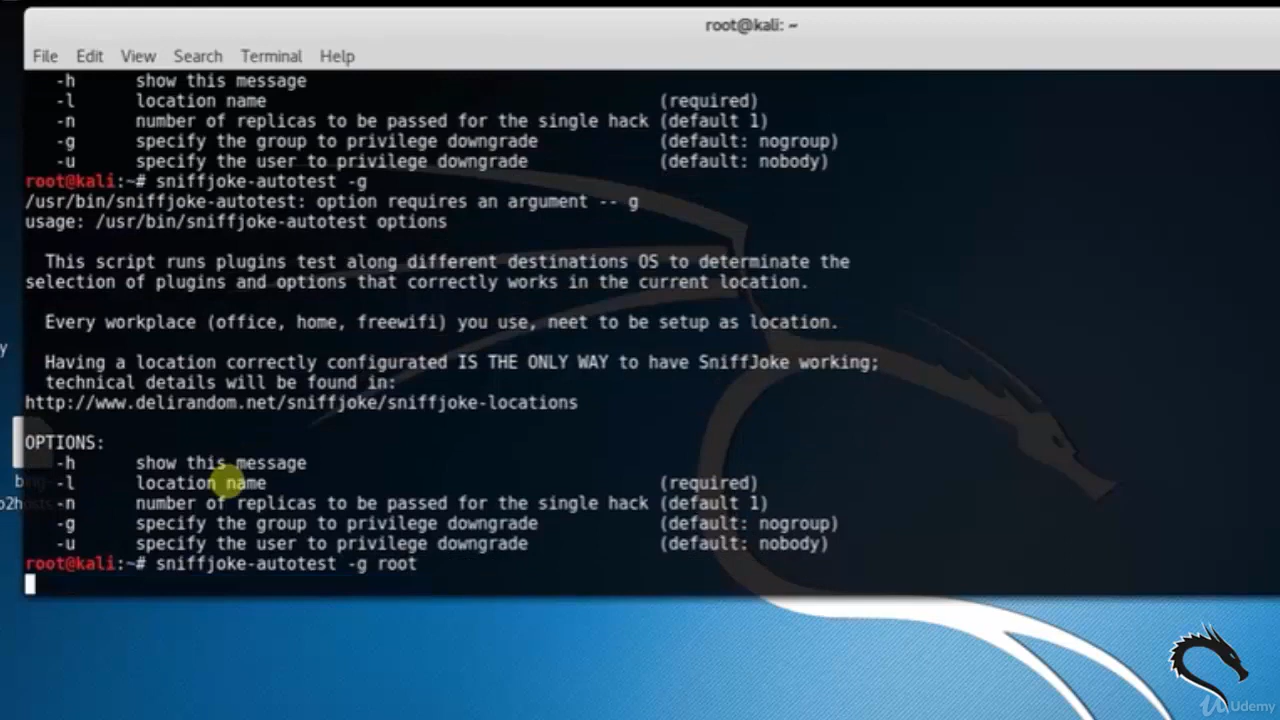 root@kali: ~
File Edit View Search Terminal Help
-h show this message
-l location name (required)
-n number of replicas to be passed for the single hack (default 1)
-g specify the group to privilege downgrade (default: nogroup)
-u specify the user to privilege downgrade (default: nobody)
root@kali:~# sniffjoke-autotest -g
/usr/bin/sniffjoke-autotest: option requires an argument -- g
usage: /usr/bin/sniffjoke-autotest options
This script runs plugins test along different destinations OS to determinate the
selection of plugins and options that correctly works in the current location.
Every workplace (office, home, freewifi) you use, neet to be setup as location.
Having a location correctly configurated IS THE ONLY WAY to have SniffJoke working;
technical details will be found in:
http://www.delirandom.net/sniffjoke/sniffjoke-locations
OPTIONS:
-h show this message
-l location name (required)
-n number of replicas to be passed for the single hack (default 1)
-g specify the group to privilege downgrade (default: nogroup)
-u specify the user to privilege downgrade (default: nobody)
root@kali:~# sniffjoke-autotest -g root
Udemy